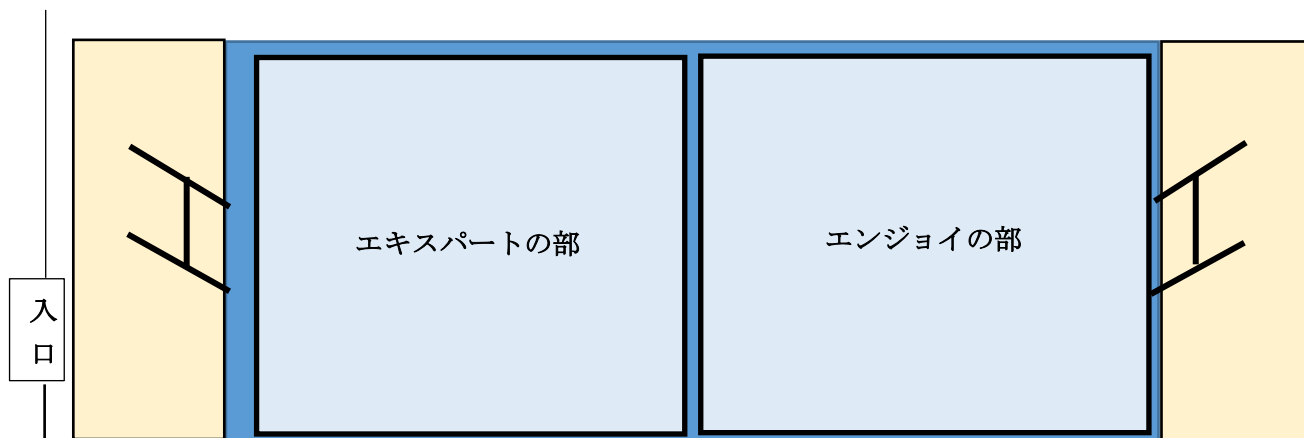 エキスパートの部
エンジョイの部
入口